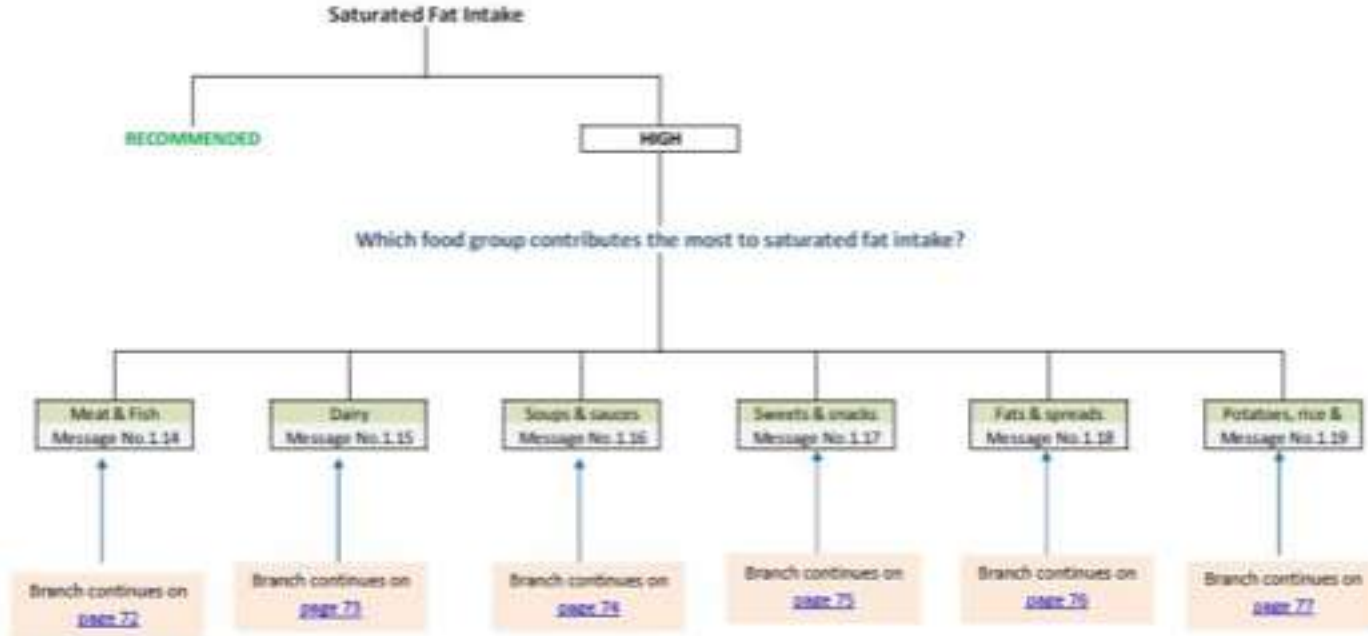 Saturated Fat Intake
RECOMMENDED
HIGH
Which food group contributes the most to saturated fat intake?
Meat & Fish
Message No.1.14
Dairy
Message No.1.15
Soups & sauces
Message No.1.16
Sweets & snacks
Message No.1.17
Fats & spreads
Message No.1.18
Potatoes, rice &
Message No.1.19
Branch continues on
page 72
Branch continues on
page 73
Branch continues on
page 74
Branch continues on
page 75
Branch continues on
page 76
Branch continues on
page 77